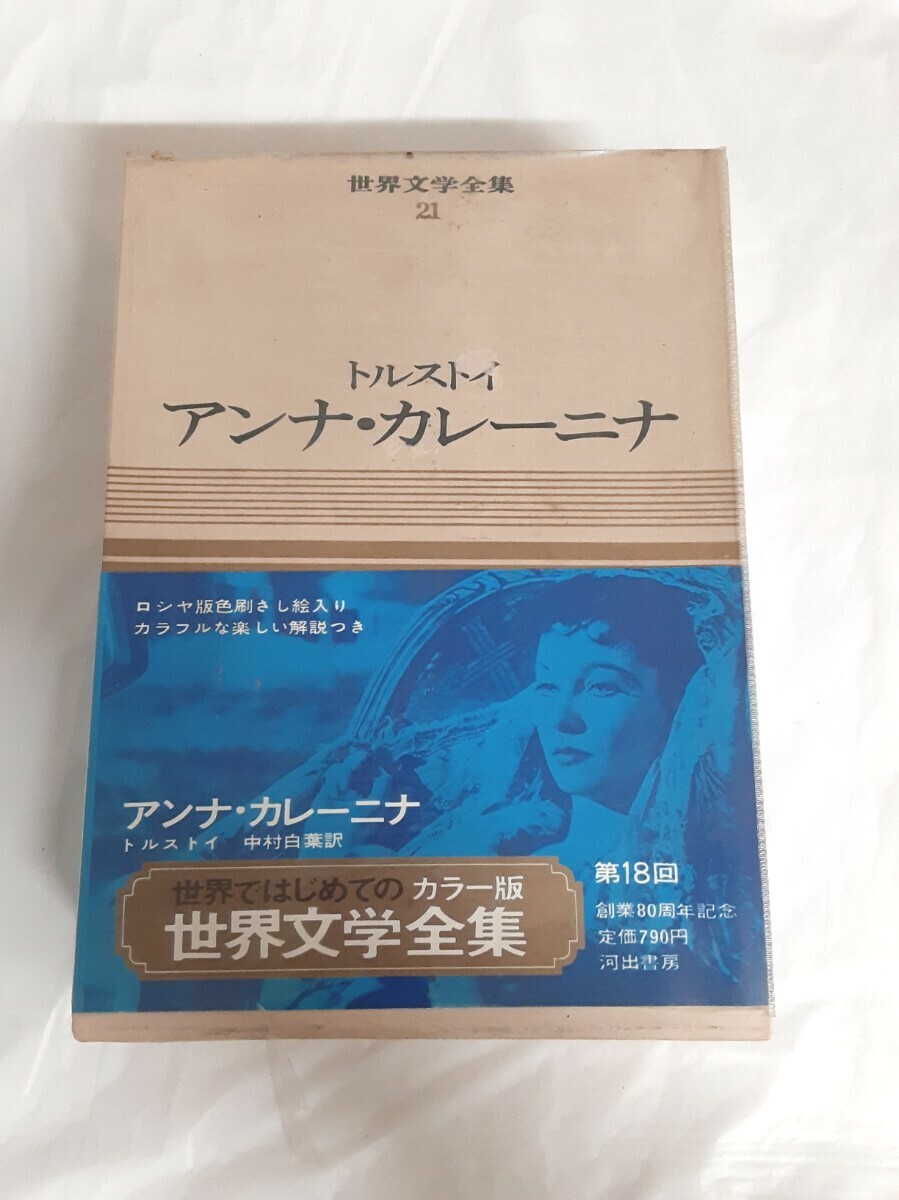 世界文学全集
21
トルストイ
アンナ・カレーニナ
ロシヤ版色刷さし絵入り
カラフルな楽しい解説つき
アンナ・カレーニナ
トルストイ 中村白葉訳
世界ではじめての カラー版
世界文学全集
第18回
創業80周年記念
定価790円
河出書房